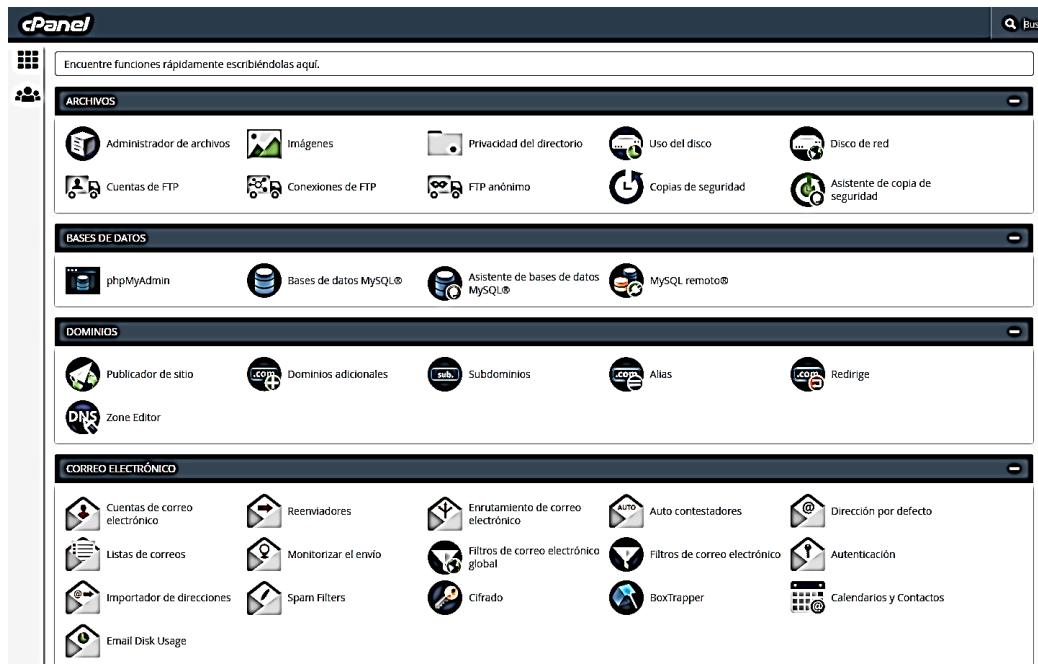 cPanel
Bus
Encuentre funciones rápidamente escribiéndolas aquí.
ARCHIVOS
Administrador de archivos
Imágenes
Privacidad del directorio
Uso del disco
Disco de red
Cuentas de FTP
Conexiones de FTP
FTP anónimo
Copias de seguridad
Asistente de copia de
seguridad
BASES DE DATOS
phpMyAdmin
Bases de datos MySQL®
Asistente de bases de datos
MySQL®
MySQL remoto®
DOMINIOS
Publicador de sitio
.com
Dominios adicionales
sub.
Subdominios
.com
Alias
.com
Redirige
DNS
Zone Editor
CORREO ELECTRÓNICO
Cuentas de correo
electrónico
Reenviadores
Enrutamiento de correo
electrónico
AUTO
Auto contestadores
@
Dirección por defecto
Listas de correos
Monitorizar el envío
Filtros de correo electrónico
global
Filtros de correo electrónico
Autenticación
@
Importador de direcciones
Spam Filters
Cifrado
BoxTrapper
@
Calendarios y Contactos
Email Disk Usage